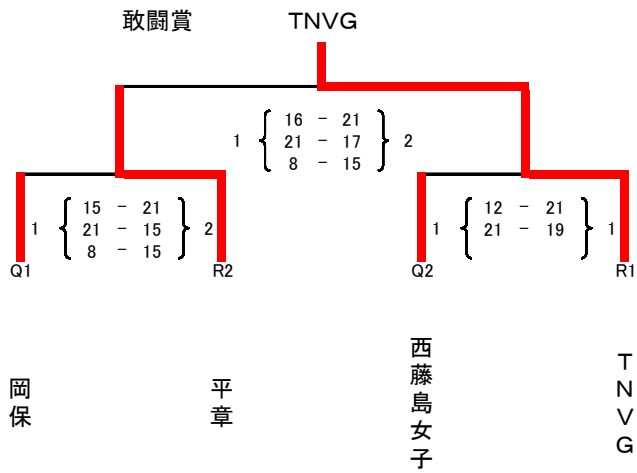 敢闘賞 TNVG
1 16 - 21 2
21 - 17
8 - 15
1 15 - 21 2
21 - 15
8 - 15
1 12 - 21 1
21 - 19
Q1 R2 Q2 R1
岡保
平章
西藤島女子
TNVG